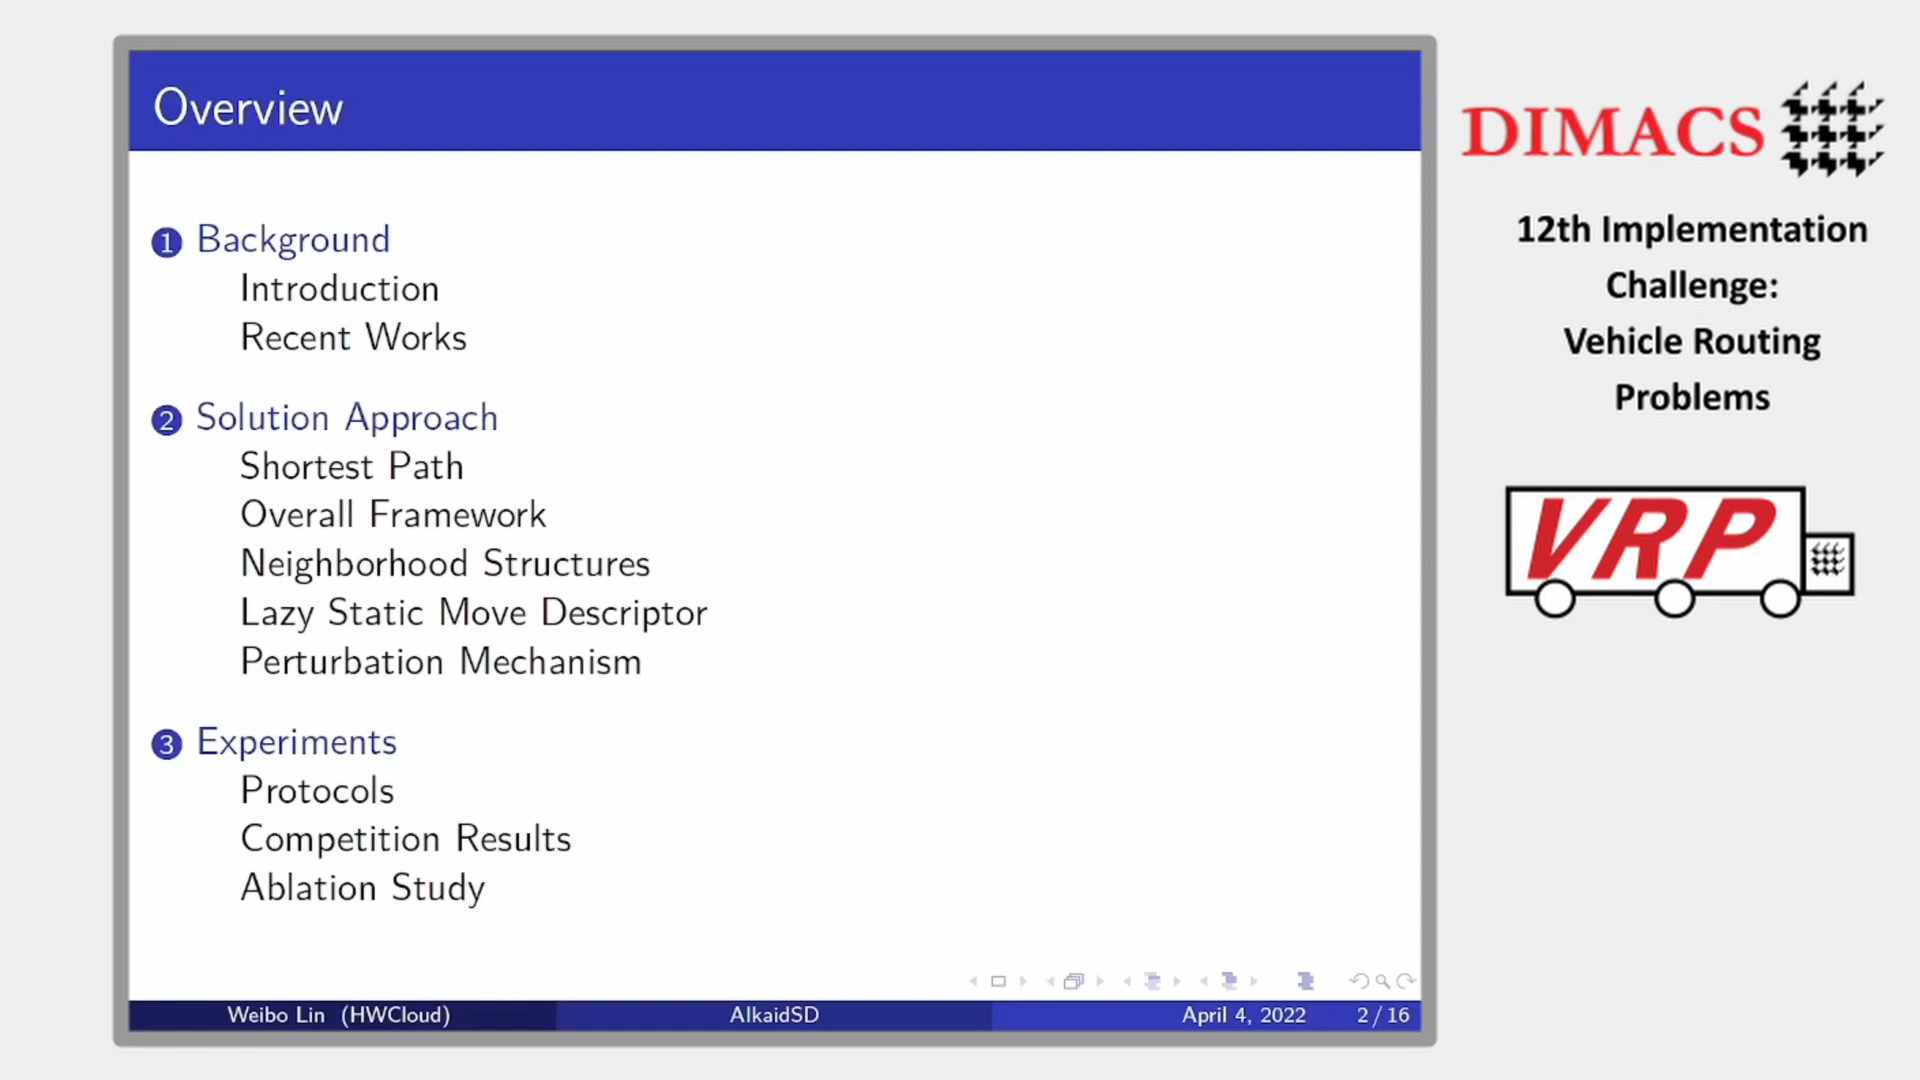 Overview
1 Background
Introduction
Recent Works
2 Solution Approach
Shortest Path
Overall Framework
Neighborhood Structures
Lazy Static Move Descriptor
Perturbation Mechanism
3 Experiments
Protocols
Competition Results
Ablation Study
Weibo Lin (HWCloud) AlkaidSD April 4, 2022 2 / 16
DIMACS
12th Implementation
Challenge:
Vehicle Routing
Problems
VRP